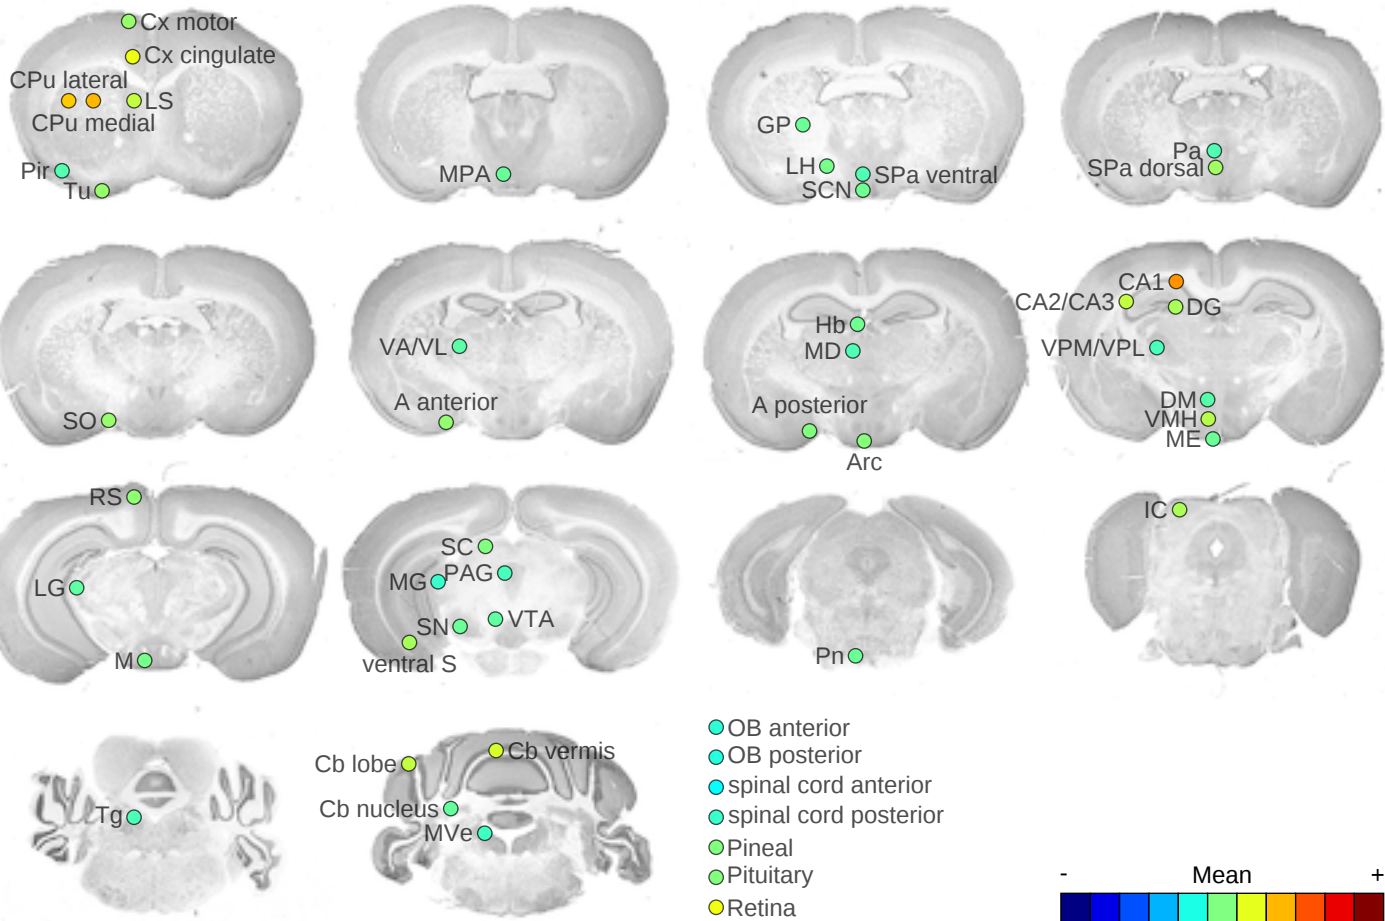 Cx motor
Cx cingulate
CPu lateral
LS
CPu medial
Pir
Tu
MPA
GP
LH
SPa ventral
SCN
Pa
SPa dorsal
SO
VA/VL
A anterior
Hb
MD
A posterior
Arc
CA1
CA2/CA3
DG
VPM/VPL
DM
VMH
ME
RS
LG
M
SC
MG
PAG
SN
VTA
ventral S
Pn
IC
Tg
Cb lobe
Cb vermis
Cb nucleus
MVe
OB anterior
OB posterior
spinal cord anterior
spinal cord posterior
Pineal
Pituitary
Retina
- Mean +